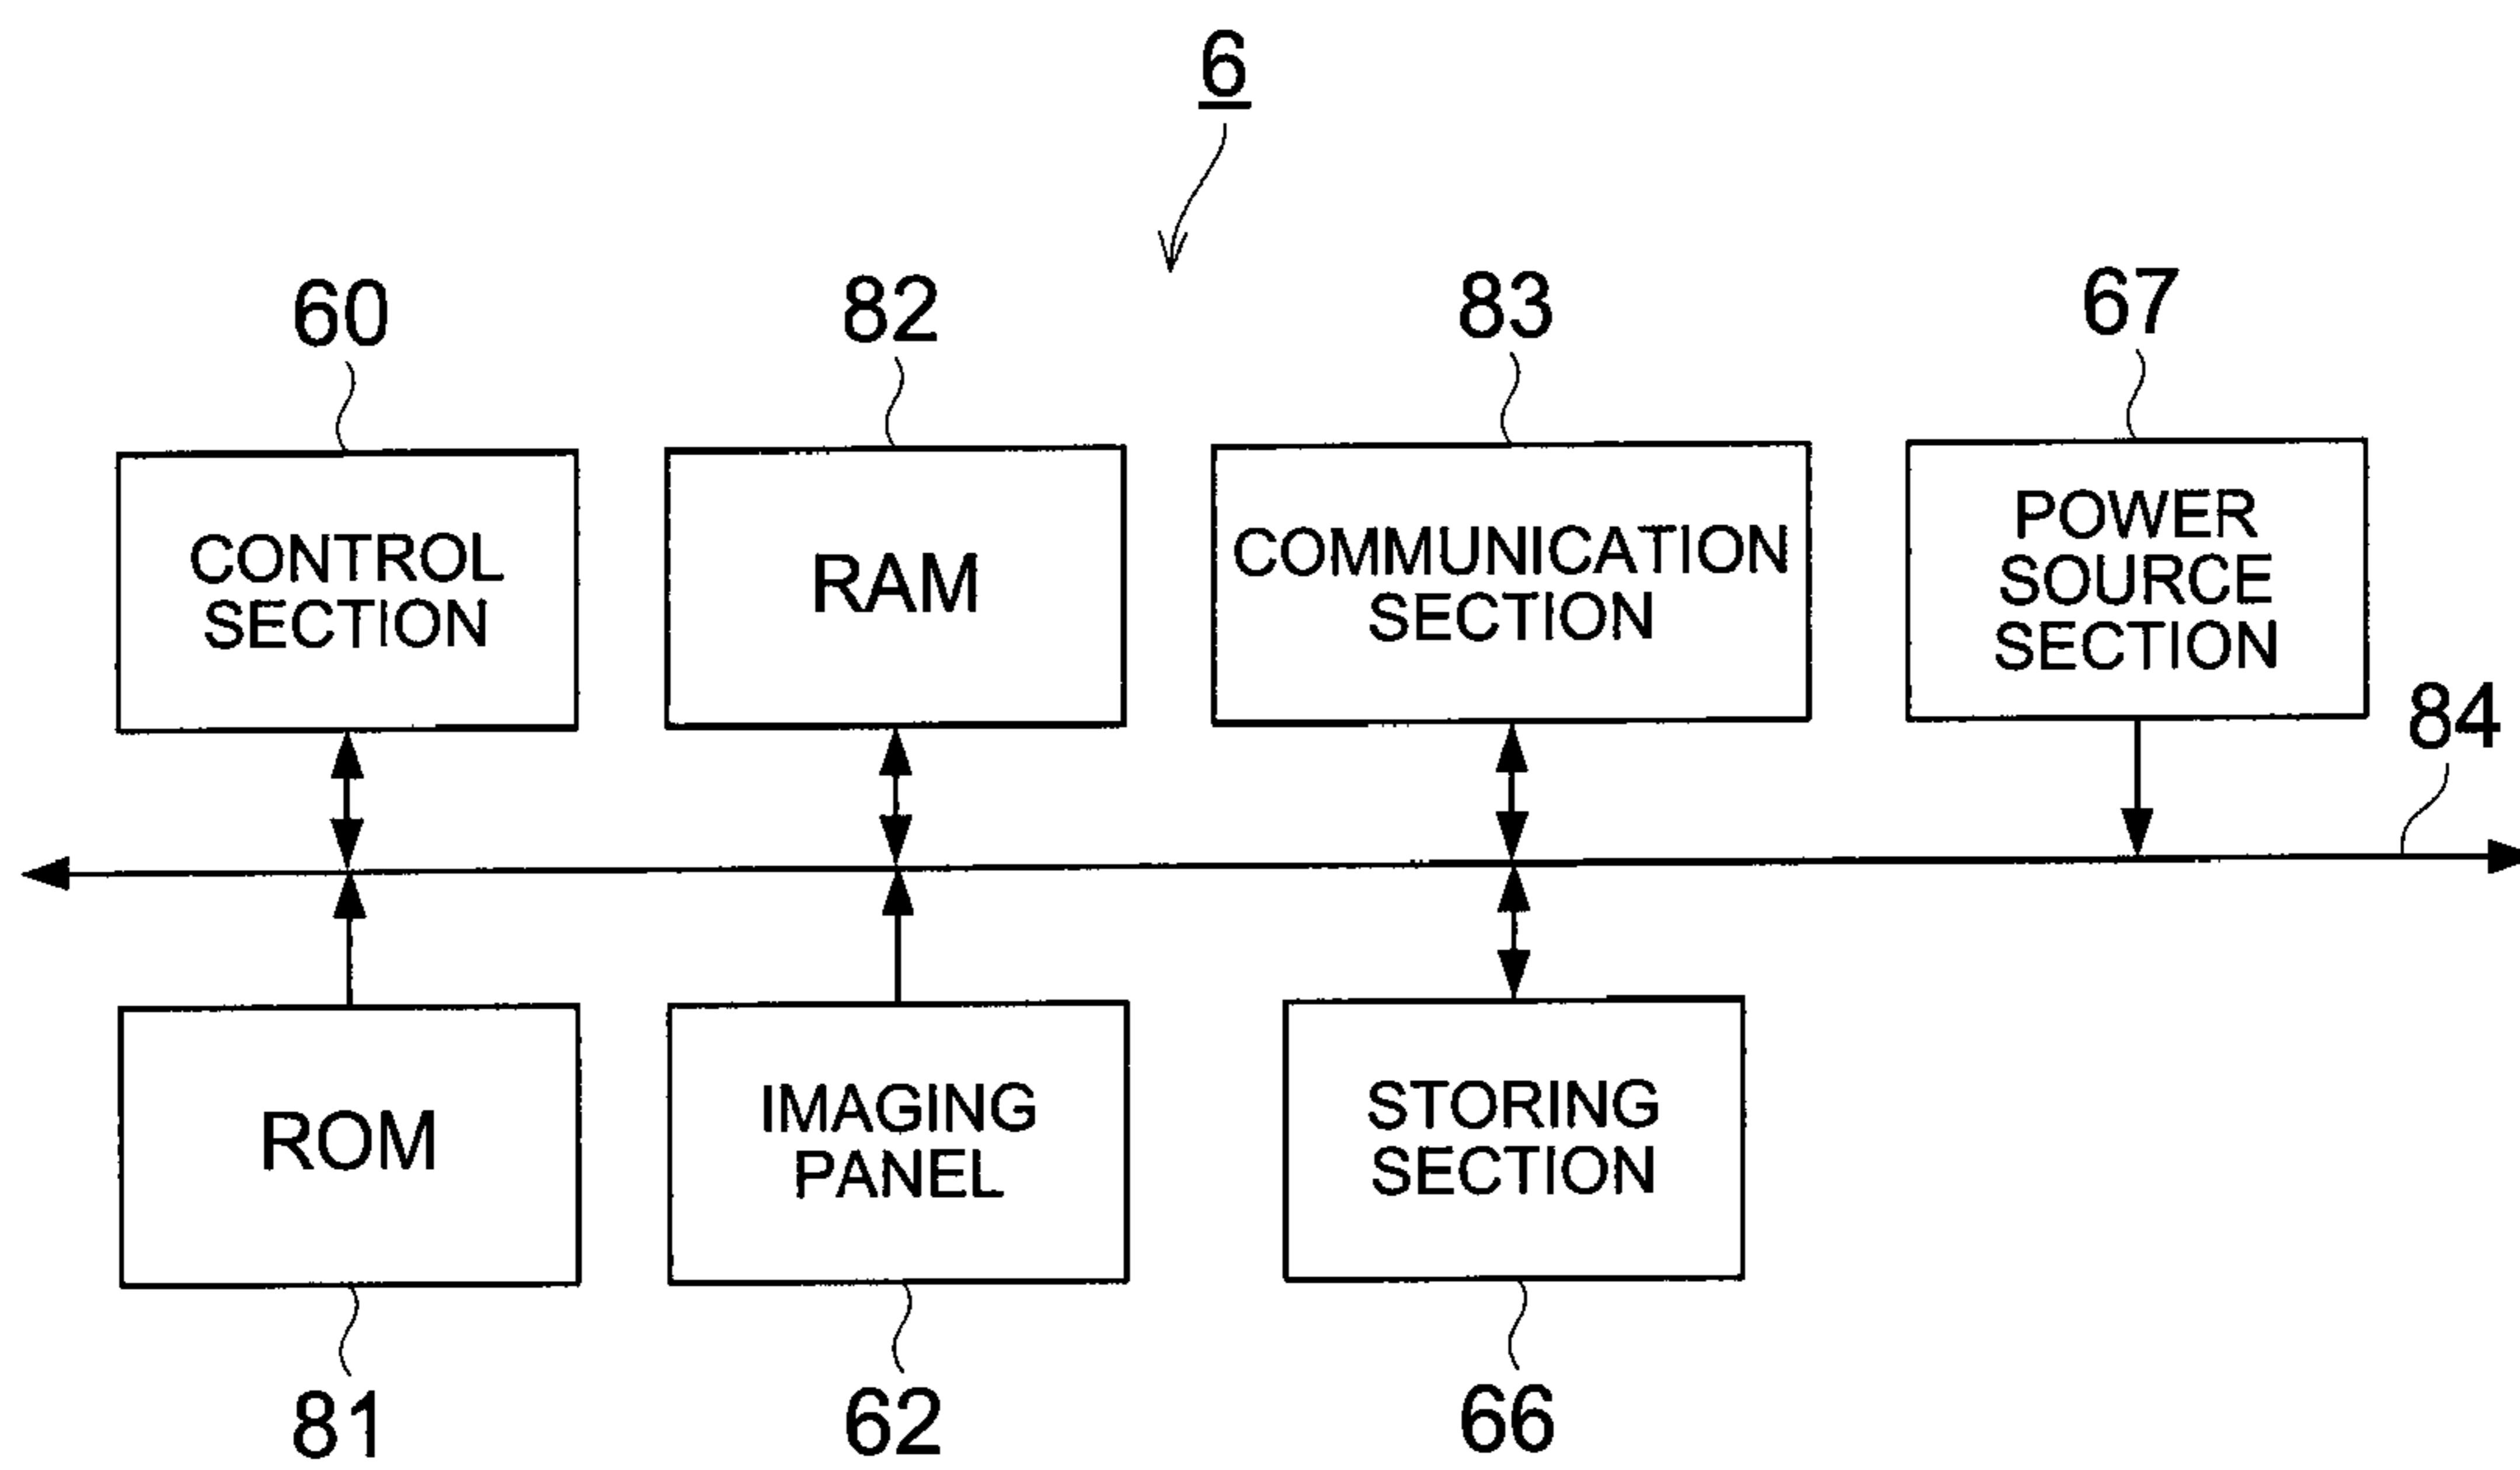 6
60
82
83
67
CONTROL
SECTION
RAM
COMMUNICATION
SECTION
POWER
SOURCE
SECTION
84
ROM
IMAGING
PANEL
STORING
SECTION
81
62
66